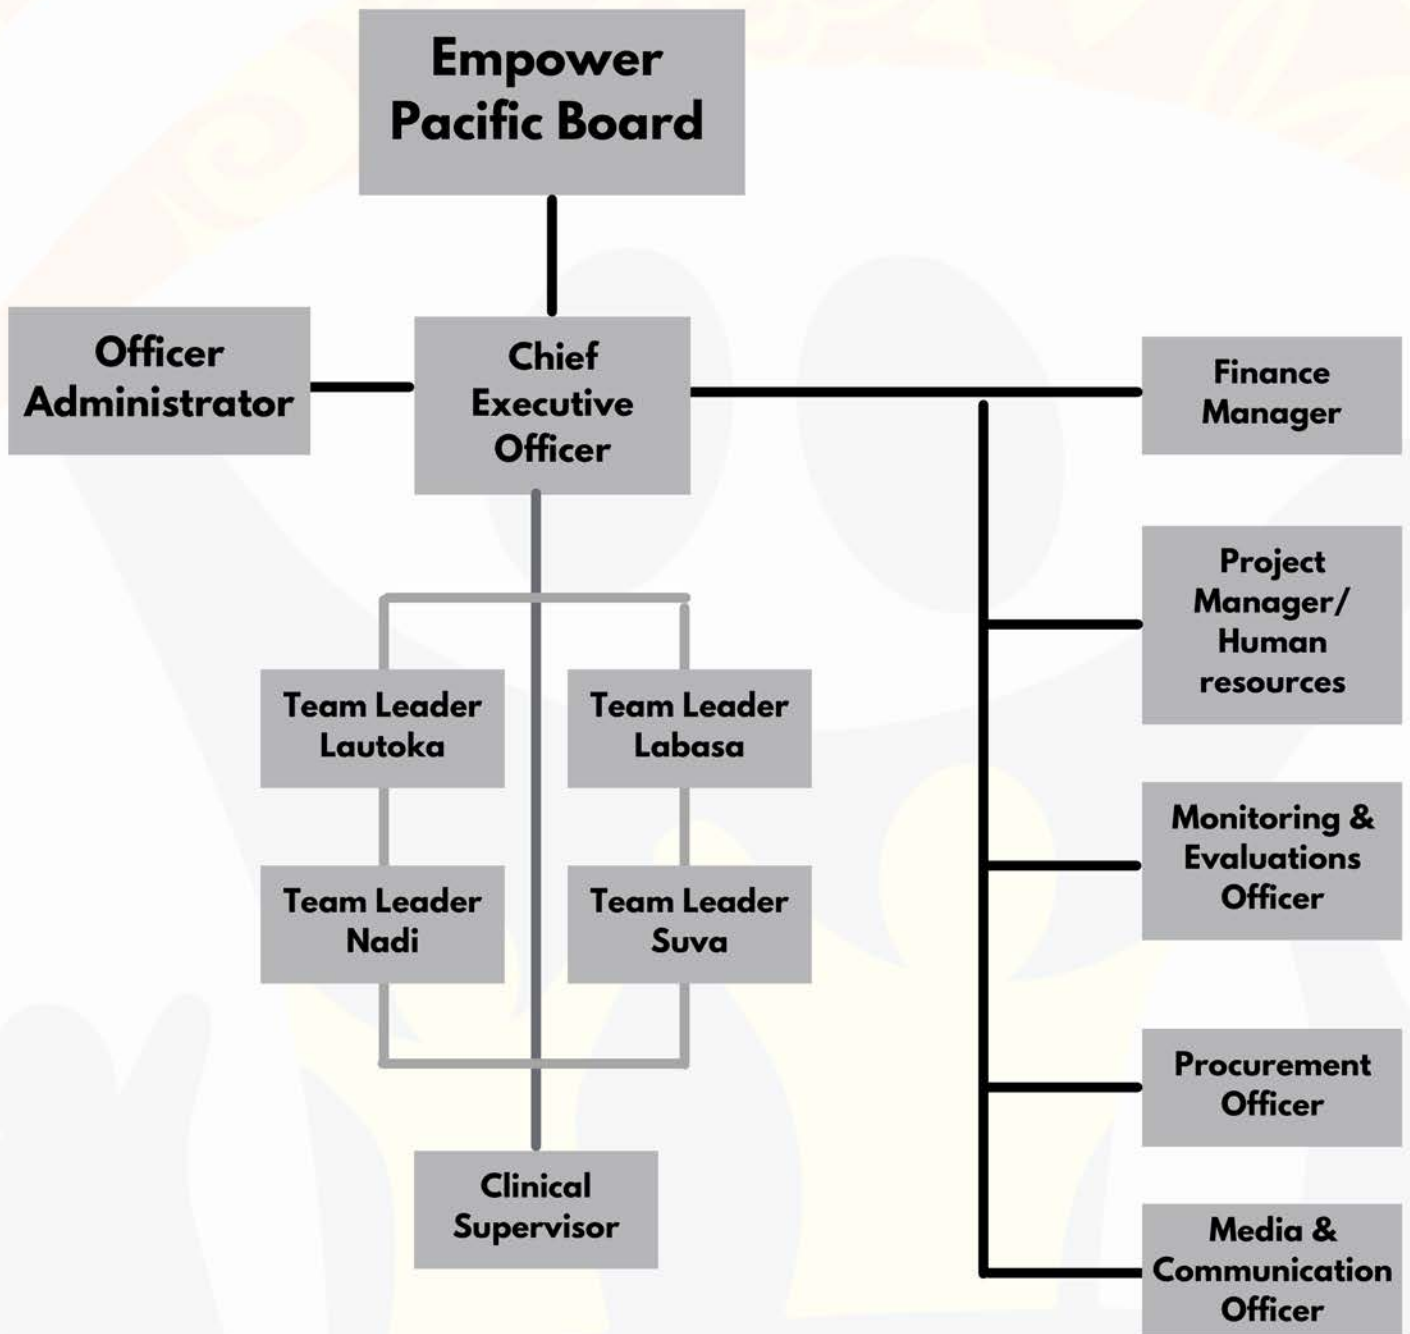 Empower
Pacific Board
Officer
Administrator
Chief
Executive
Officer
Finance
Manager
Project
Manager/
Human
resources
Team Leader
Lautoka
Team Leader
Labasa
Monitoring &
Evaluations
Officer
Team Leader
Nadi
Team Leader
Suva
Procurement
Officer
Clinical
Supervisor
Media &
Communication
Officer